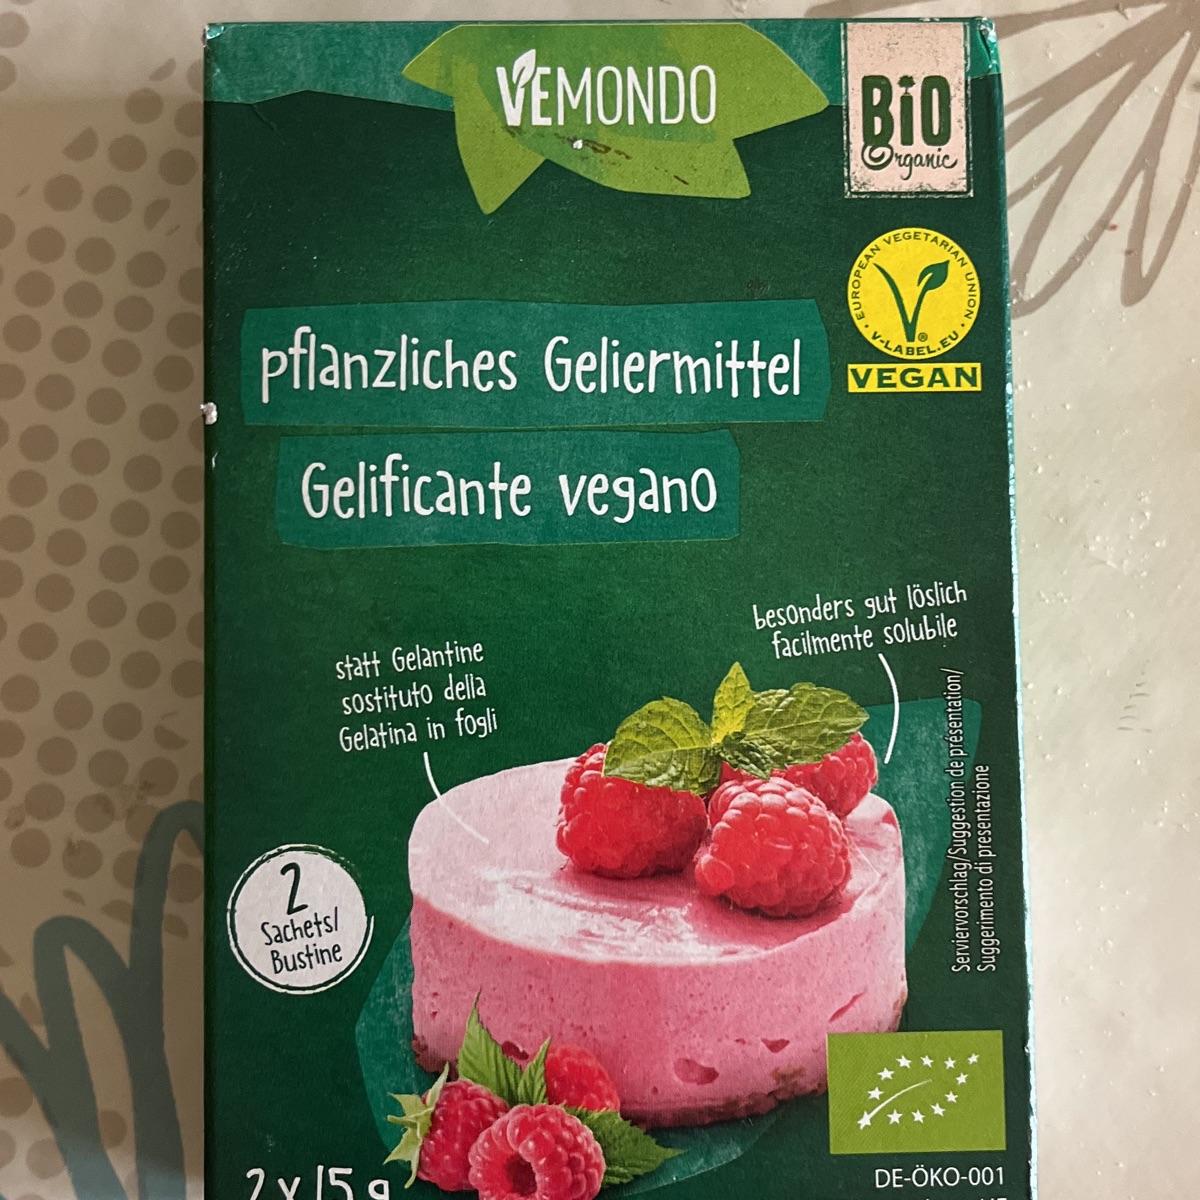 VEMONDO
BiO
Organic
EUROPEAN VEGETARIAN UNION
V-LABEL.EU
®
VEGAN
pflanzliches Geliermittel
Gelificante vegano
besonders gut löslich
facilmente solubile
statt Gelantine
sostituto della
Gelatina in fogli
Serviervorschlag/Suggestion de présentation/
Suggerimento di presentazione
2
Sachets/
Bustine
2 x 15 g
DE-ÖKO-001